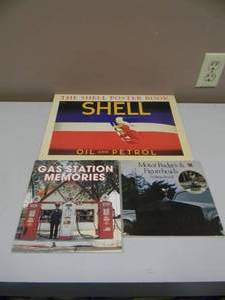 THE SHELL POSTER BOOK
SHELL
OIL AND PETROL
GAS STATION
MEMORIES
Motor Badges &
Figureheads